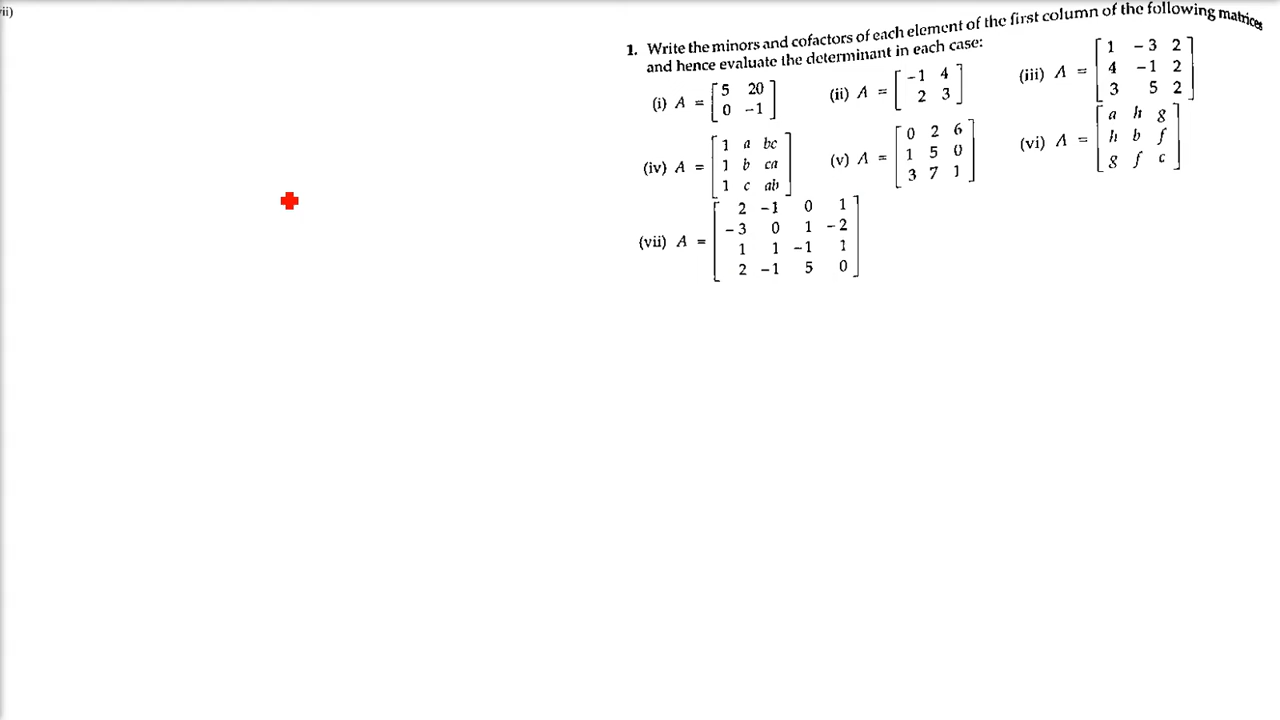 ii)
1. Write the minors and cofactors of each element of the first column of the following matrices
and hence evaluate the determinant in each case:
(i) A = [5 20
0 -1]
(ii) A = [-1 4
2 3]
(iii) A = [1 -3 2
4 -1 2
3 5 2]
(iv) A = [1 a bc
1 b ca
1 c ab]
(v) A = [0 2 6
1 5 0
3 7 1]
(vi) A = [a h g
h b f
g f c]
(vii) A = [2 -1 0 1
-3 0 1 -2
1 1 -1 1
2 -1 5 0]